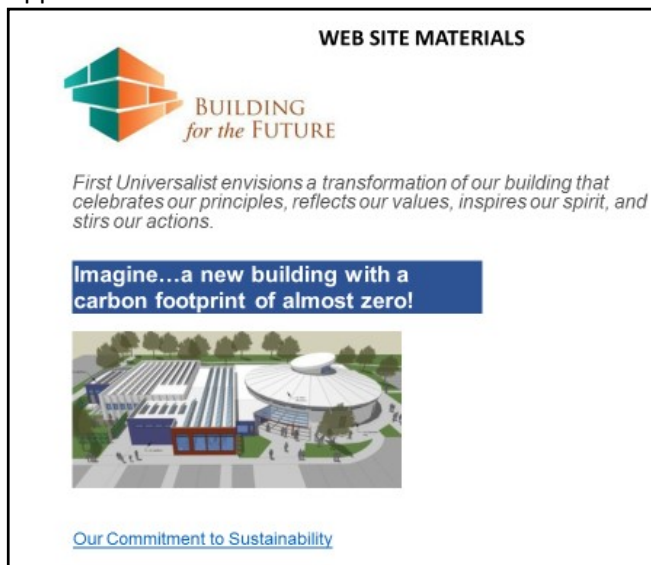 WEB SITE MATERIALS
BUILDING
for the FUTURE
First Universalist envisions a transformation of our building that
celebrates our principles, reflects our values, inspires our spirit, and
stirs our actions.
Imagine…a new building with a
carbon footprint of almost zero!
Our Commitment to Sustainability